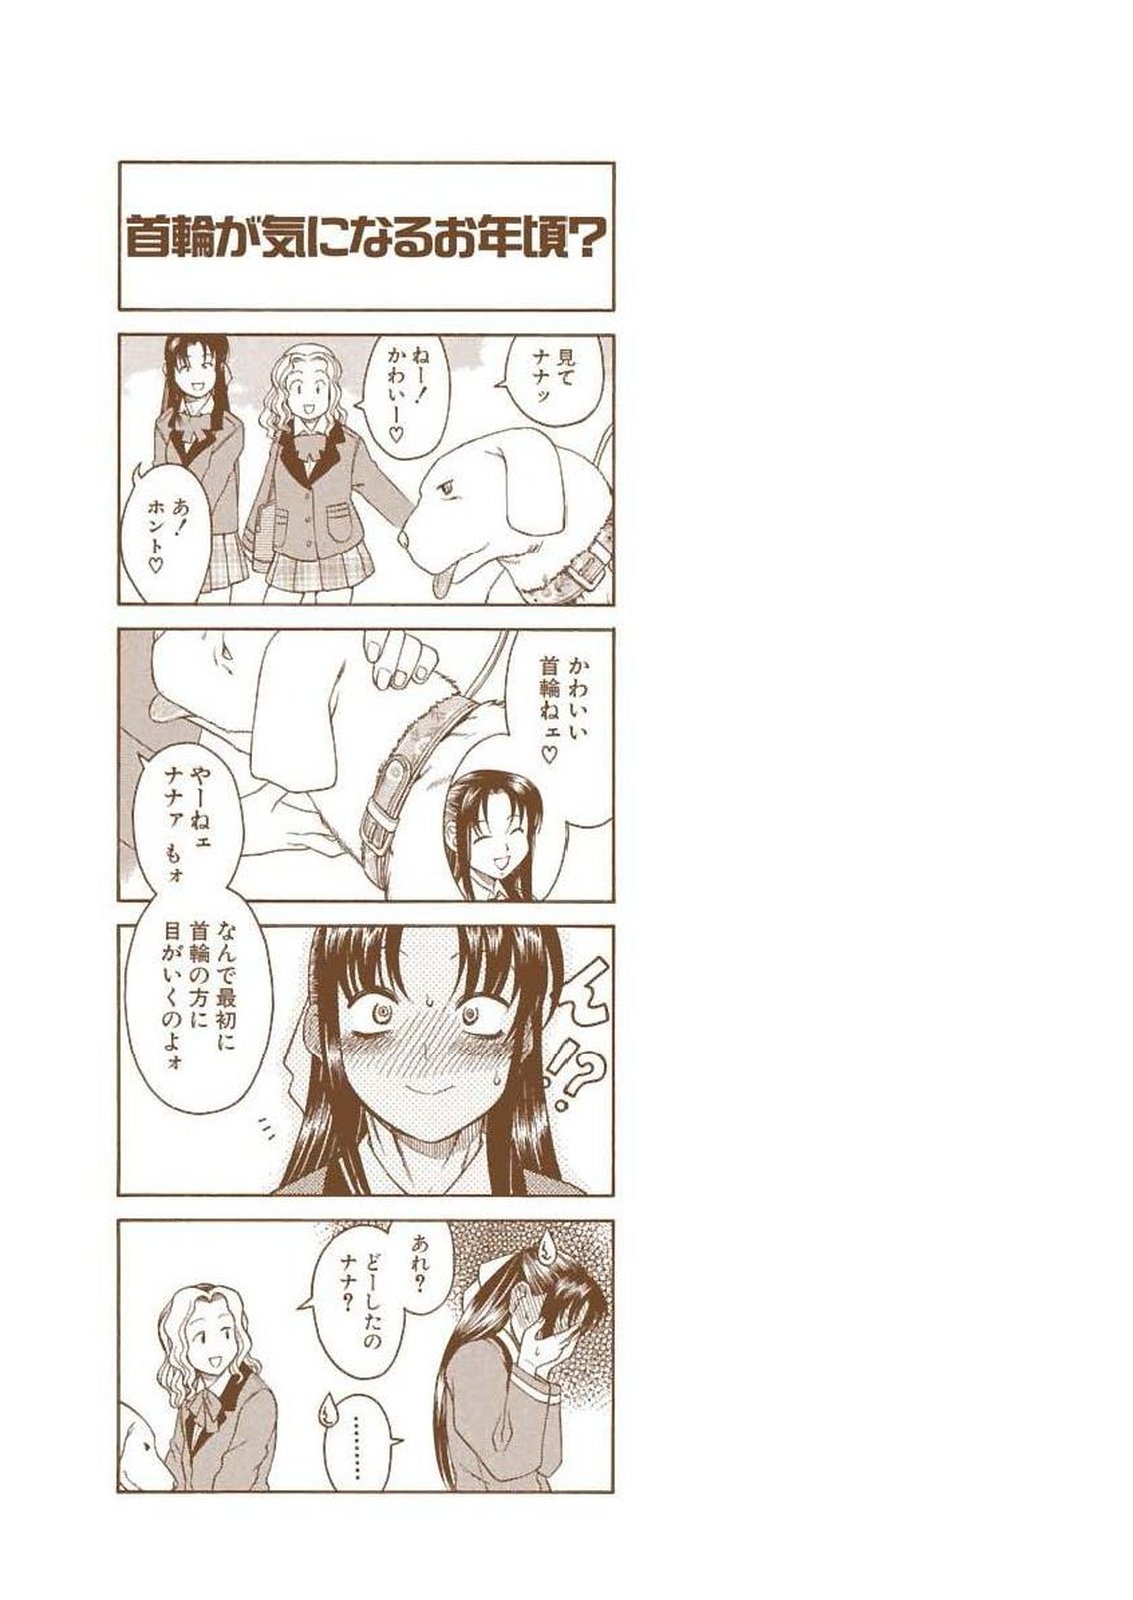 首輪が気になるお年頃?
見て
ナナッ
ねー!
かわいー♡
あ!
ホント♡
かわいい
首輪ねェ♡
やーねェ
ナナァ もォ
なんで最初に
首輪の方に
目がいくのよォ
!?
あれ?
どーしたの
ナナ?
………